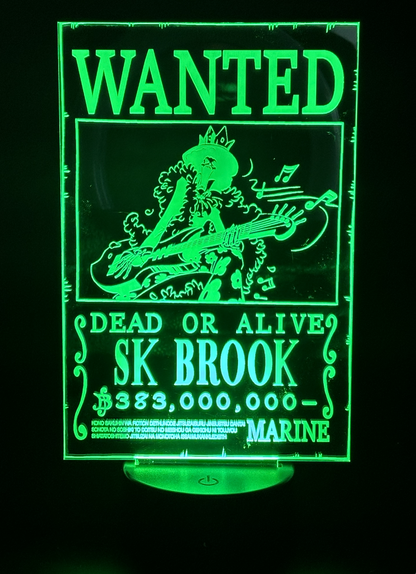 WANTED
DEAD OR ALIVE
SK BROOK
฿383,000,000-
MARINE